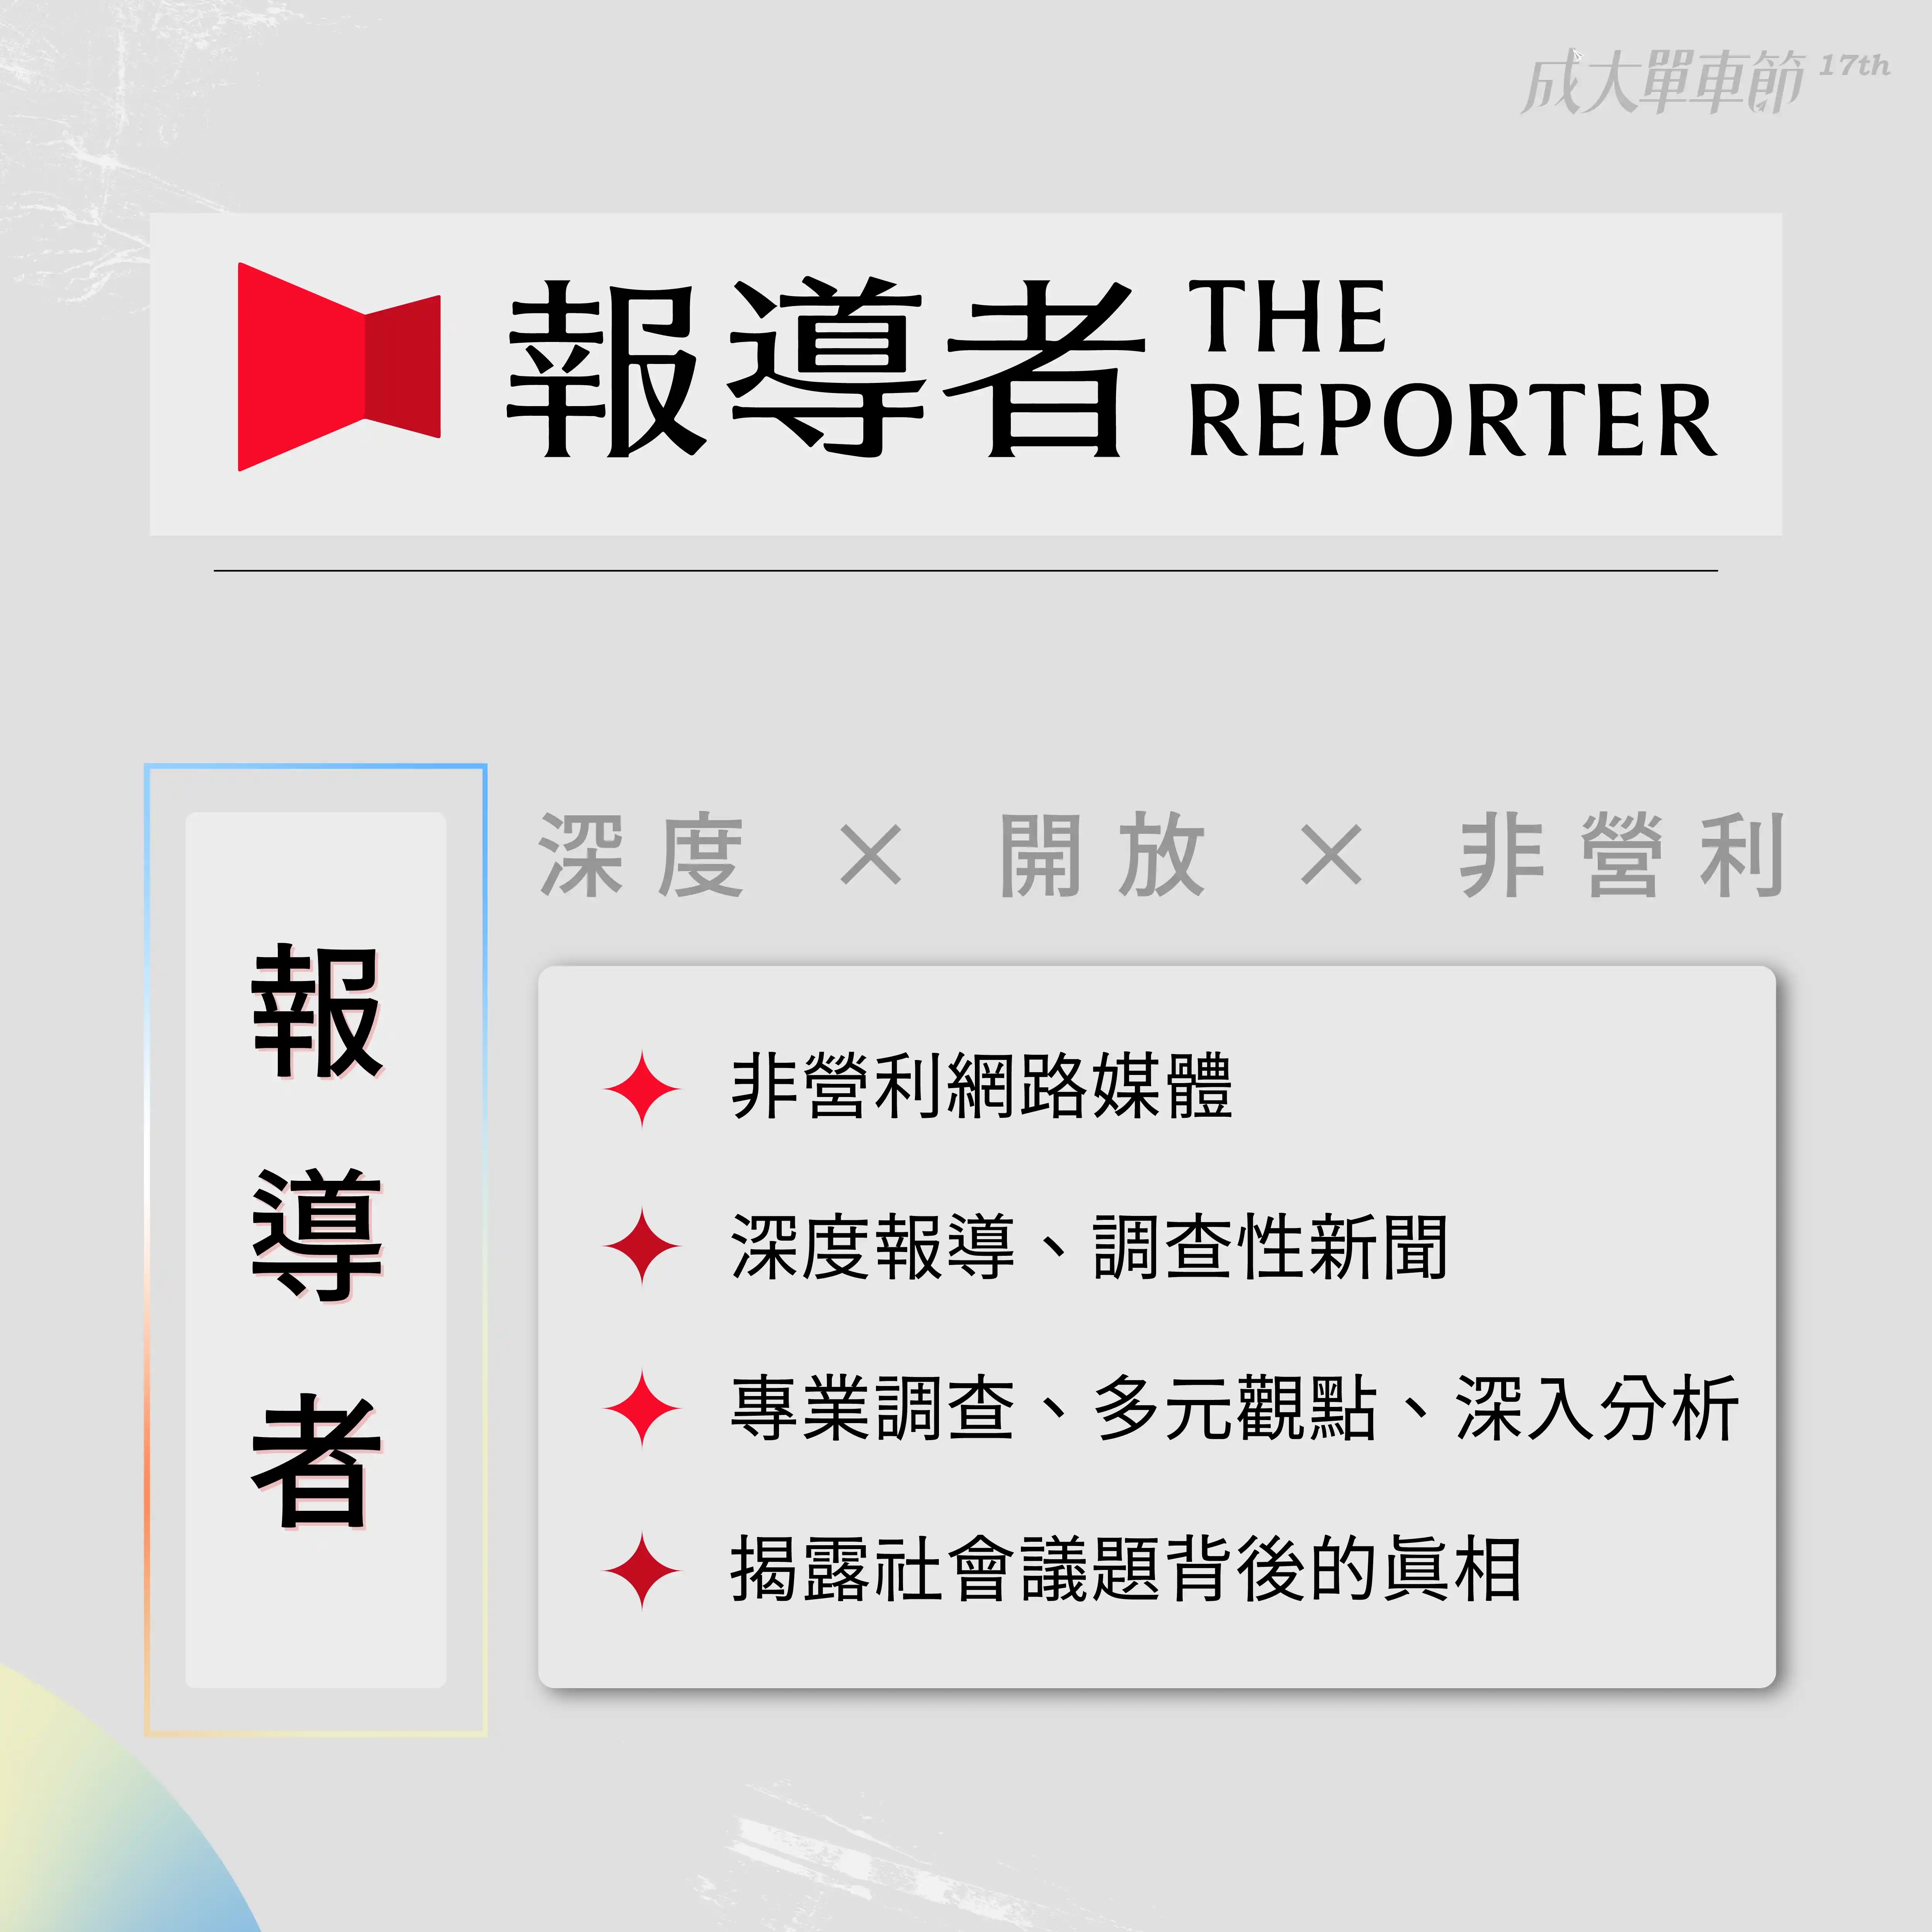 成大單車節 17th
報導者 THE REPORTER
深度 × 開放 × 非營利
報導者
非營利網路媒體
深度報導、調查性新聞
專業調查、多元觀點、深入分析
揭露社會議題背後的真相